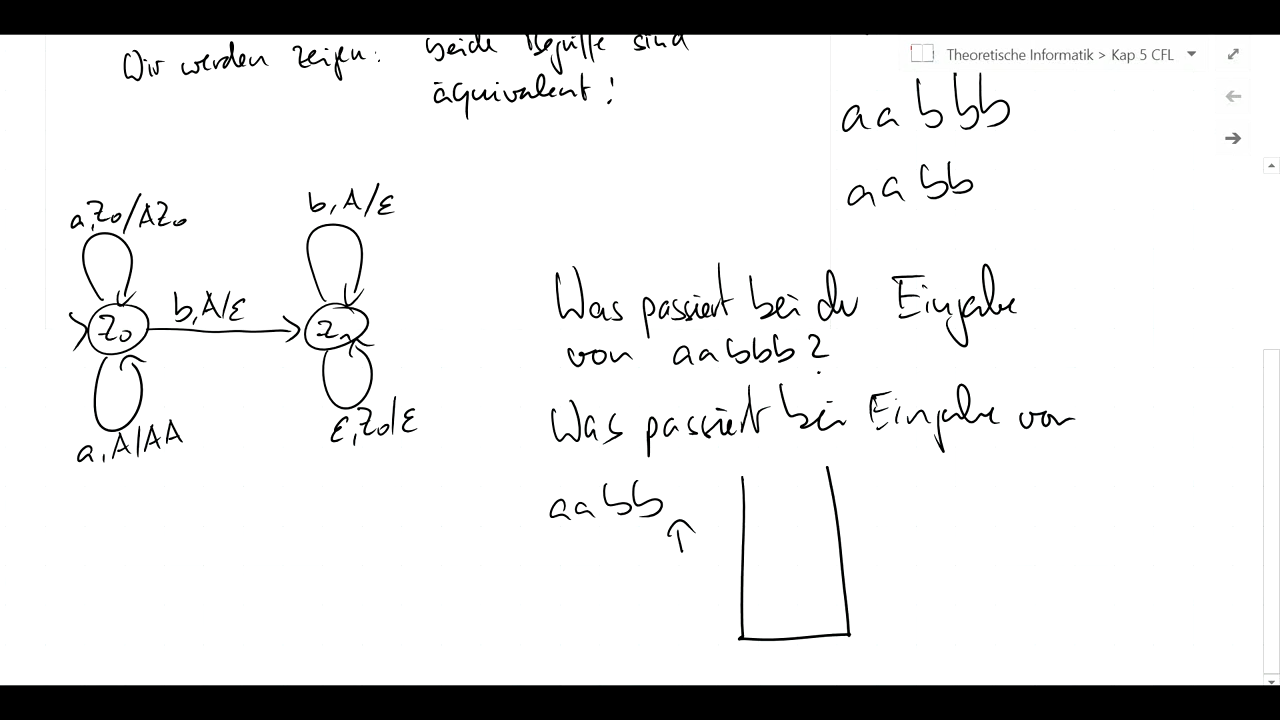 Wir werden zeigen: beide Begriffe sind
äquivalent!
Theoretische Informatik > Kap 5 CFL
aabbb
aabb
a,Z₀/AZ₀
b,A/ε
b,A/ε
z₀
z₁
a,A/AA
ε,Z₀/ε
Was passiert bei der Eingabe
von aabbb?
Was passiert bei Eingabe von
aabb